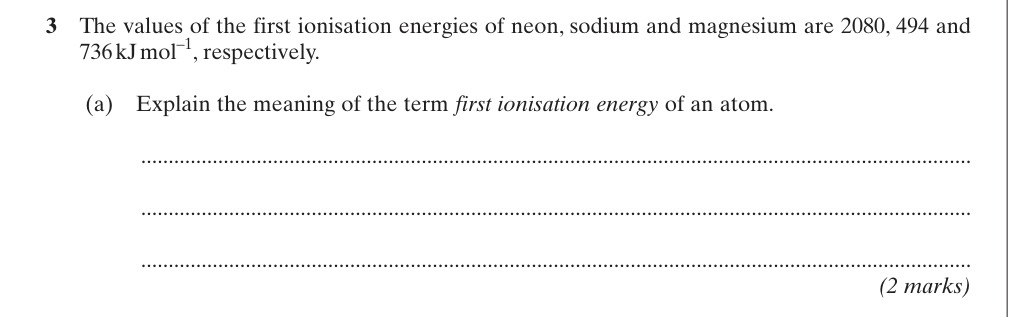 3 The values of the first ionisation energies of neon, sodium and magnesium are 2080, 494 and
736 kJ mol⁻¹, respectively.
(a) Explain the meaning of the term first ionisation energy of an atom.
(2 marks)